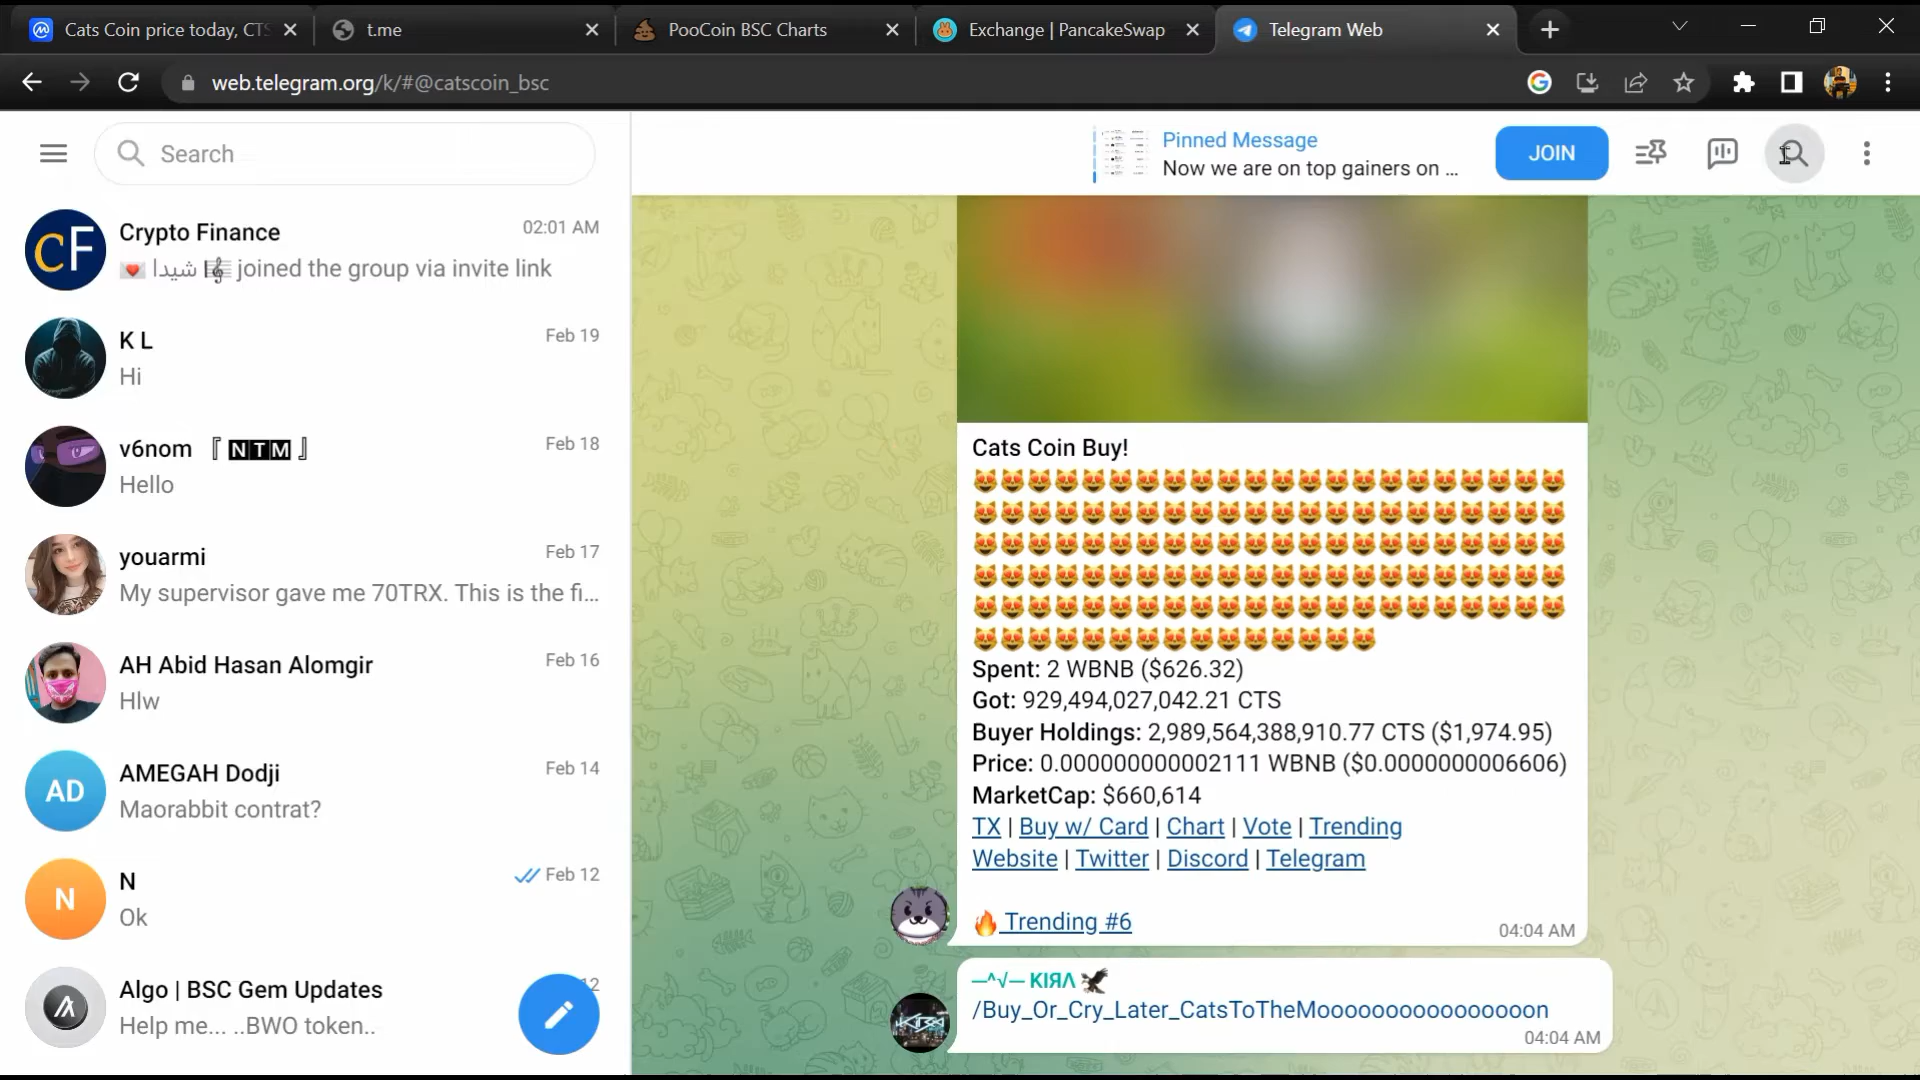 Cats Coin price today, CTS
t.me
PooCoin BSC Charts
Exchange | PancakeSwap
Telegram Web
web.telegram.org/k/#@catscoin_bsc
Search
Pinned Message
Now we are on top gainers on ...
JOIN
Crypto Finance
02:01 AM
💌 شيدا 🎼 joined the group via invite link
K L
Feb 19
Hi
v6nom 『🅽🆃🅼』
Feb 18
Hello
youarmi
Feb 17
My supervisor gave me 70TRX. This is the fi...
AH Abid Hasan Alomgir
Feb 16
Hlw
AD
AMEGAH Dodji
Feb 14
Maorabbit contrat?
N
N
Feb 12
Ok
Algo | BSC Gem Updates
12
Help me... ..BWO token..
Cats Coin Buy!
Spent: 2 WBNB ($626.32)
Got: 929,494,027,042.21 CTS
Buyer Holdings: 2,989,564,388,910.77 CTS ($1,974.95)
Price: 0.000000000002111 WBNB ($0.0000000006606)
MarketCap: $660,614
TX | Buy w/ Card | Chart | Vote | Trending
Website | Twitter | Discord | Telegram
🔥 Trending #6
04:04 AM
—^√— KIЯΛ 🦅
/Buy_Or_Cry_Later_CatsToTheMooooooooooooooooon
04:04 AM